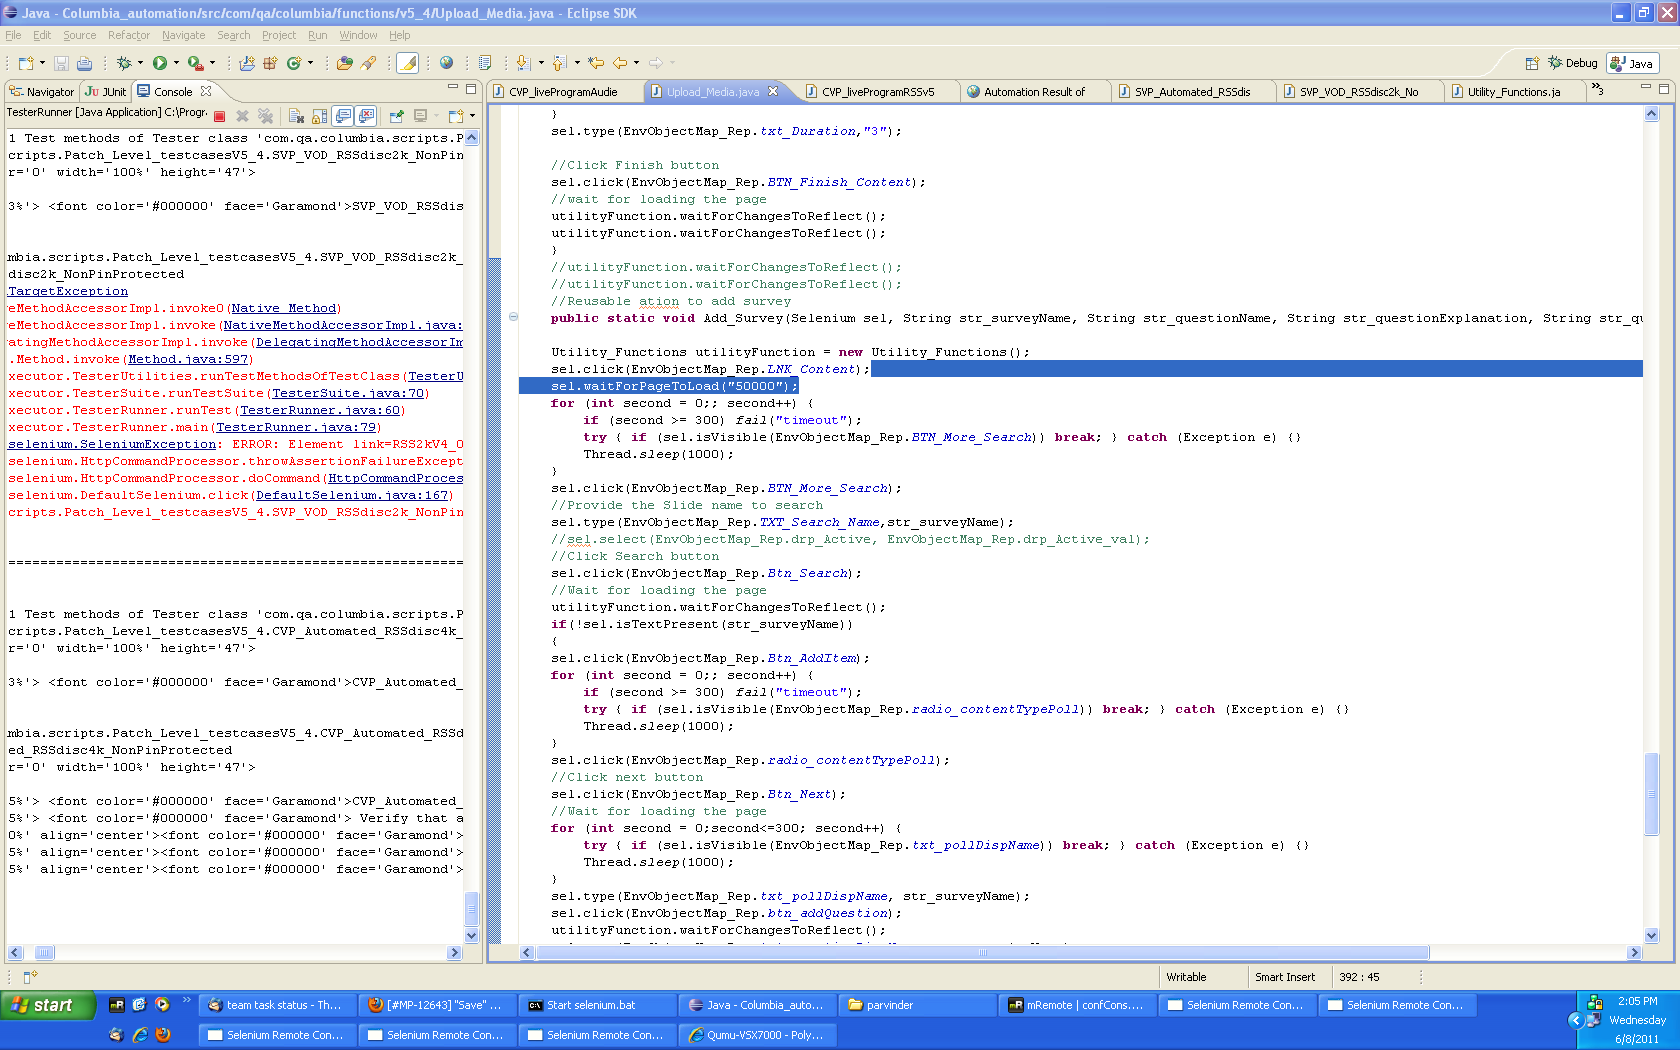 Java - Columbia_automation/src/com/qa/columbia/functions/v5_4/Upload_Media.java - Eclipse SDK
File Edit Source Refactor Navigate Search Project Run Window Help
Debug Java
Navigator JUnit Console
CVP_liveProgramAudie Upload_Media.java CVP_liveProgramRSSv5 Automation Result of SVP_Automated_RSSdis SVP_VOD_RSSdisc2k_No Utility_Functions.ja »3
TesterRunner [Java Application] C:\Progr
1 Test methods of Tester class 'com.qa.columbia.scripts.P
cripts.Patch_Level_testcasesV5_4.SVP_VOD_RSSdisc2k_NonPin
r='0' width='100%' height='47'>
3%'> <font color='#000000' face='Garamond'>SVP_VOD_RSSdis
mbia.scripts.Patch_Level_testcasesV5_4.SVP_VOD_RSSdisc2k_
disc2k_NonPinProtected
.TargetException
eMethodAccessorImpl.invoke0(Native Method)
eMethodAccessorImpl.invoke(NativeMethodAccessorImpl.java:
atingMethodAccessorImpl.invoke(DelegatingMethodAccessorIm
.Method.invoke(Method.java:597)
xecutor.TesterUtilities.runTestMethodsOfTestClass(TesterU
xecutor.TesterSuite.runTestSuite(TesterSuite.java:70)
xecutor.TesterRunner.runTest(TesterRunner.java:60)
xecutor.TesterRunner.main(TesterRunner.java:79)
selenium.SeleniumException: ERROR: Element link=RSS2kV4_0
selenium.HttpCommandProcessor.throwAssertionFailureExcept
selenium.HttpCommandProcessor.doCommand(HttpCommandProces
selenium.DefaultSelenium.click(DefaultSelenium.java:167)
cripts.Patch_Level_testcasesV5_4.SVP_VOD_RSSdisc2k_NonPin
=========================================================
1 Test methods of Tester class 'com.qa.columbia.scripts.P
cripts.Patch_Level_testcasesV5_4.CVP_Automated_RSSdisc4k_
r='0' width='100%' height='47'>
3%'> <font color='#000000' face='Garamond'>CVP_Automated_
mbia.scripts.Patch_Level_testcasesV5_4.CVP_Automated_RSSd
ed_RSSdisc4k_NonPinProtected
r='0' width='100%' height='47'>
5%'> <font color='#000000' face='Garamond'>CVP_Automated_
5%'> <font color='#000000' face='Garamond'> Verify that a
0%' align='center'><font color='#000000' face='Garamond'>
5%' align='center'><font color='#000000' face='Garamond'>
5%' align='center'><font color='#000000' face='Garamond'>
}
sel.type(EnvObjectMap_Rep.txt_Duration,"3");
//Click Finish button
sel.click(EnvObjectMap_Rep.BTN_Finish_Content);
//wait for loading the page
utilityFunction.waitForChangesToReflect();
utilityFunction.waitForChangesToReflect();
}
//utilityFunction.waitForChangesToReflect();
//utilityFunction.waitForChangesToReflect();
//Reusable ation to add survey
public static void Add_Survey(Selenium sel, String str_surveyName, String str_questionName, String str_questionExplanation, String str_qu
Utility_Functions utilityFunction = new Utility_Functions();
sel.click(EnvObjectMap_Rep.LNK_Content);
sel.waitForPageToLoad("50000");
for (int second = 0;; second++) {
if (second >= 300) fail("timeout");
try { if (sel.isVisible(EnvObjectMap_Rep.BTN_More_Search)) break; } catch (Exception e) {}
Thread.sleep(1000);
}
sel.click(EnvObjectMap_Rep.BTN_More_Search);
//Provide the Slide name to search
sel.type(EnvObjectMap_Rep.TXT_Search_Name,str_surveyName);
//sel.select(EnvObjectMap_Rep.drp_Active, EnvObjectMap_Rep.drp_Active_val);
//Click Search button
sel.click(EnvObjectMap_Rep.Btn_Search);
//Wait for loading the page
utilityFunction.waitForChangesToReflect();
if(!sel.isTextPresent(str_surveyName))
{
sel.click(EnvObjectMap_Rep.Btn_AddItem);
for (int second = 0;; second++) {
if (second >= 300) fail("timeout");
try { if (sel.isVisible(EnvObjectMap_Rep.radio_contentTypePoll)) break; } catch (Exception e) {}
Thread.sleep(1000);
}
sel.click(EnvObjectMap_Rep.radio_contentTypePoll);
//Click next button
sel.click(EnvObjectMap_Rep.Btn_Next);
//Wait for loading the page
for (int second = 0;second<=300; second++) {
try { if (sel.isVisible(EnvObjectMap_Rep.txt_pollDispName)) break; } catch (Exception e) {}
Thread.sleep(1000);
}
sel.type(EnvObjectMap_Rep.txt_pollDispName, str_surveyName);
sel.click(EnvObjectMap_Rep.btn_addQuestion);
utilityFunction.waitForChangesToReflect();
Writable Smart Insert 392 : 45
start team task status - Th... [#MP-12643] "Save" ... Start selenium.bat Java - Columbia_auto... parvinder mRemote | confCons.... Selenium Remote Con... Selenium Remote Con...
Selenium Remote Con... Selenium Remote Con... Selenium Remote Con... Qumu-VSX7000 - Poly...
2:05 PM
Wednesday
6/8/2011